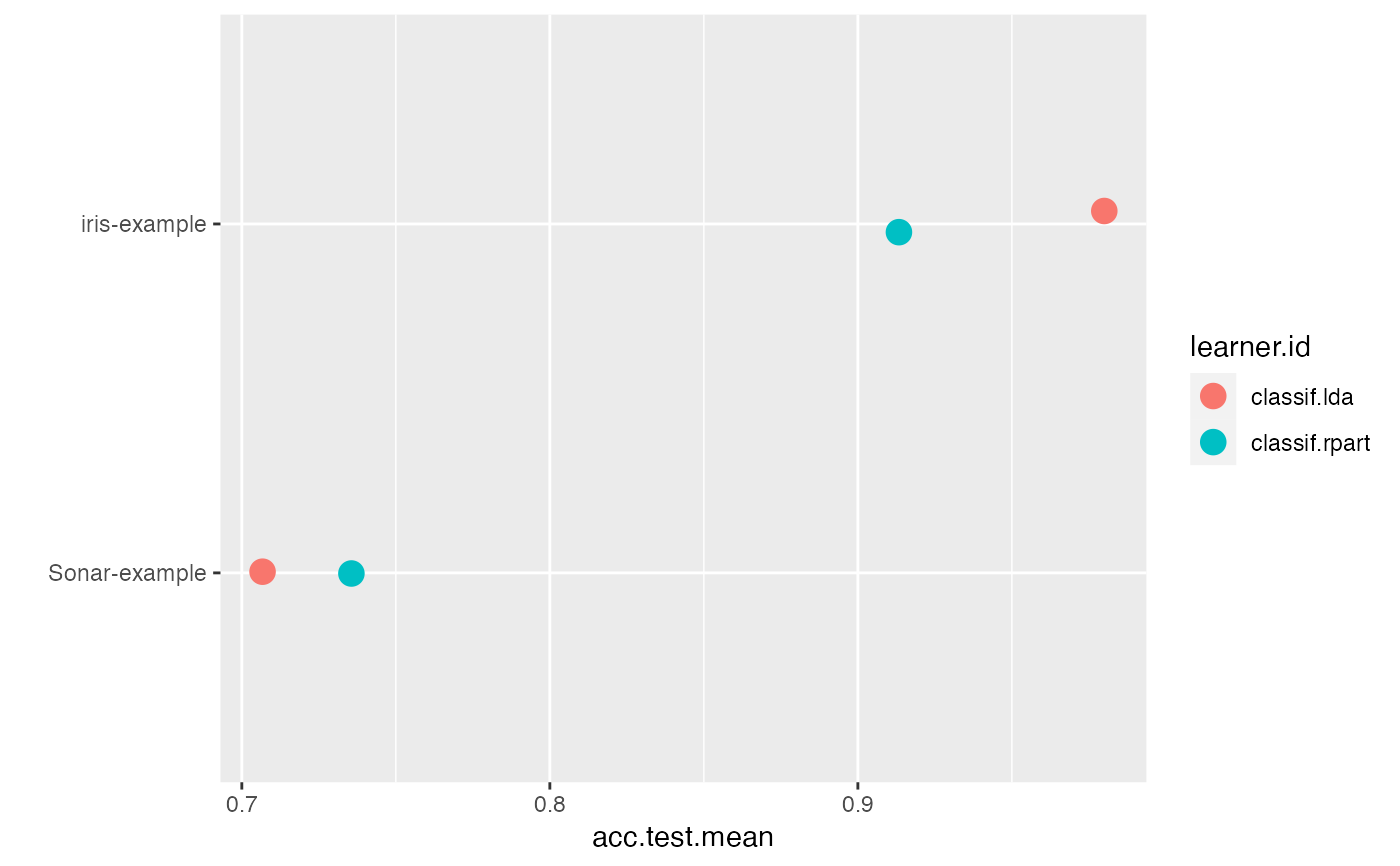 iris-example
Sonar-example
0.7
0.8
0.9
acc.test.mean
learner.id
classif.lda
classif.rpart